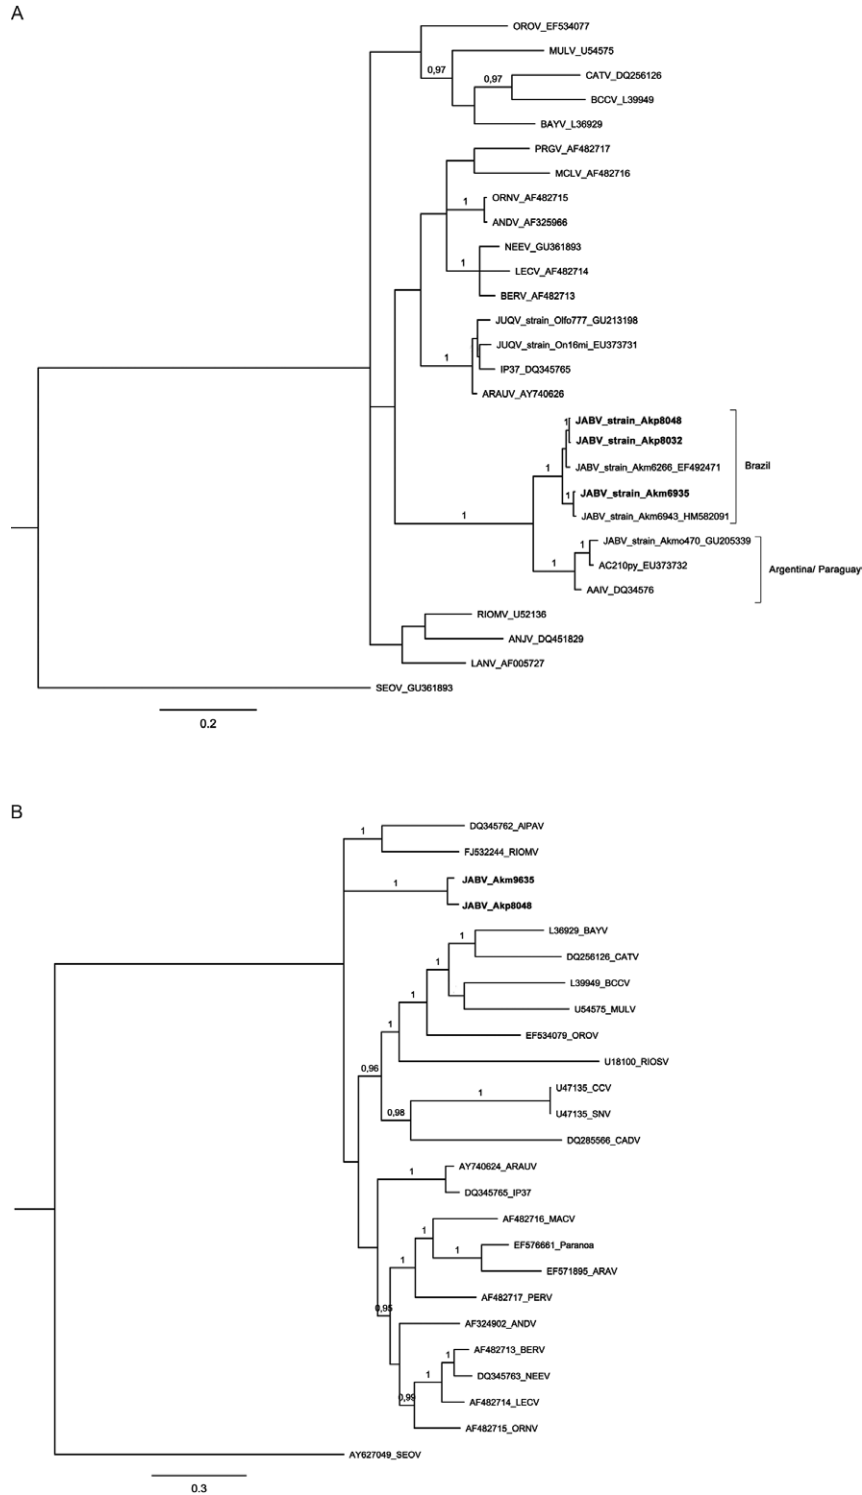 A
OROV_EF534077
MULV_U54575
0,97
0,97
CATV_DQ256126
BCCV_L39949
BAYV_L36929
PRGV_AF482717
MCLV_AF482716
1
ORNV_AF482715
ANDV_AF325966
NEEV_GU361893
1
LECV_AF482714
BERV_AF482713
JUQV_strain_Olfo777_GU213198
JUQV_strain_On16mi_EU373731
1
IP37_DQ345765
ARAUV_AY740626
1
JABV_strain_Akp8048
JABV_strain_Akp8032
1
JABV_strain_Akm6266_EF492471
Brazil
1
JABV_strain_Akm6935
1
JABV_strain_Akm6943_HM582091
JABV_strain_Akmo470_GU205339
1
1
AC210py_EU373732
Argentina/ Paraguay
AAIV_DQ34576
RIOMV_U52136
ANJV_DQ451829
LANV_AF005727
SEOV_GU361893
0.2
B
DQ345762_AIPAV
1
FJ532244_RIOMV
1
JABV_Akm9635
JABV_Akp8048
L36929_BAYV
1
DQ256126_CATV
1
L39949_BCCV
1
U54575_MULV
EF534079_OROV
1
U18100_RIOSV
0,96
U47135_CCV
1
U47135_SNV
0,98
DQ285566_CADV
AY740624_ARAUV
1
DQ345765_IP37
AF482716_MACV
1
EF576661_Paranoa
1
1
EF571895_ARAV
AF482717_PERV
0,95
AF324902_ANDV
AF482713_BERV
1
DQ345763_NEEV
1
AF482714_LECV
0,99
AF482715_ORNV
AY627049_SEOV
0.3